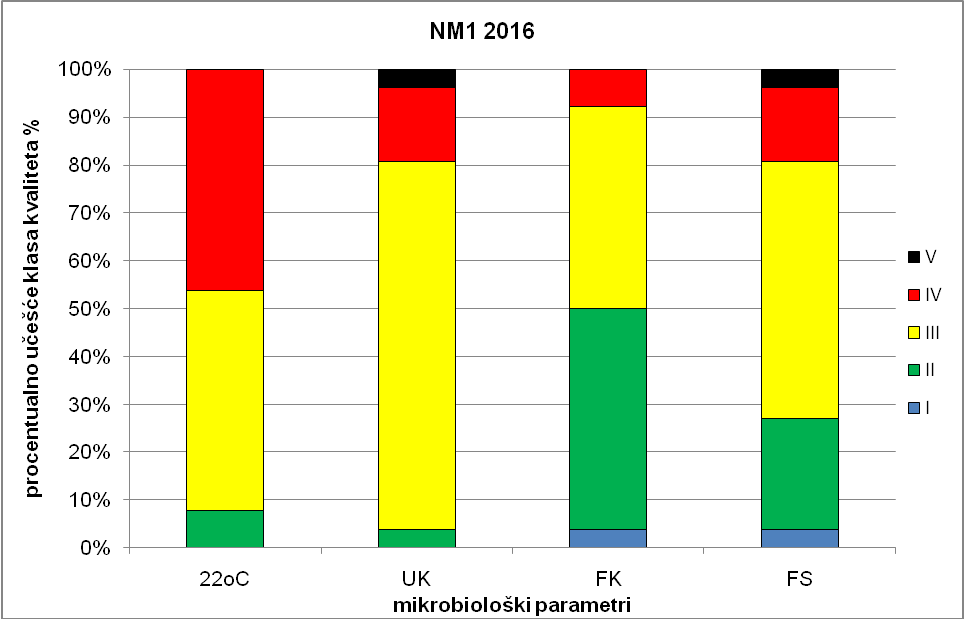 NM1 2016
procentualno učešće klasa kvaliteta %
100%
90%
80%
70%
60%
50%
40%
30%
20%
10%
0%
22oC UK FK FS
mikrobiološki parametri
V
IV
III
II
I